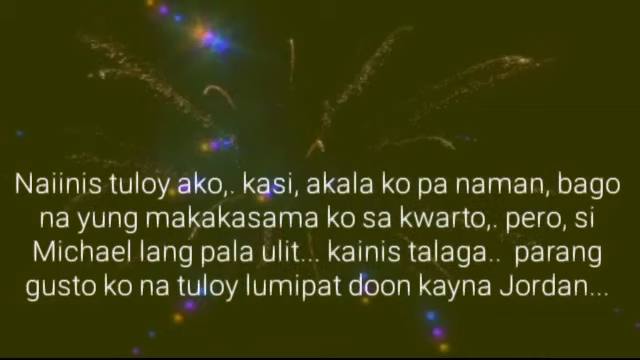 Naiinis tuloy ako,. kasi, akala ko pa naman, bago
na yung makakasama ko sa kwarto,. pero, si
Michael lang pala ulit... kainis talaga.. parang
gusto ko na tuloy lumipat doon kayna Jordan...